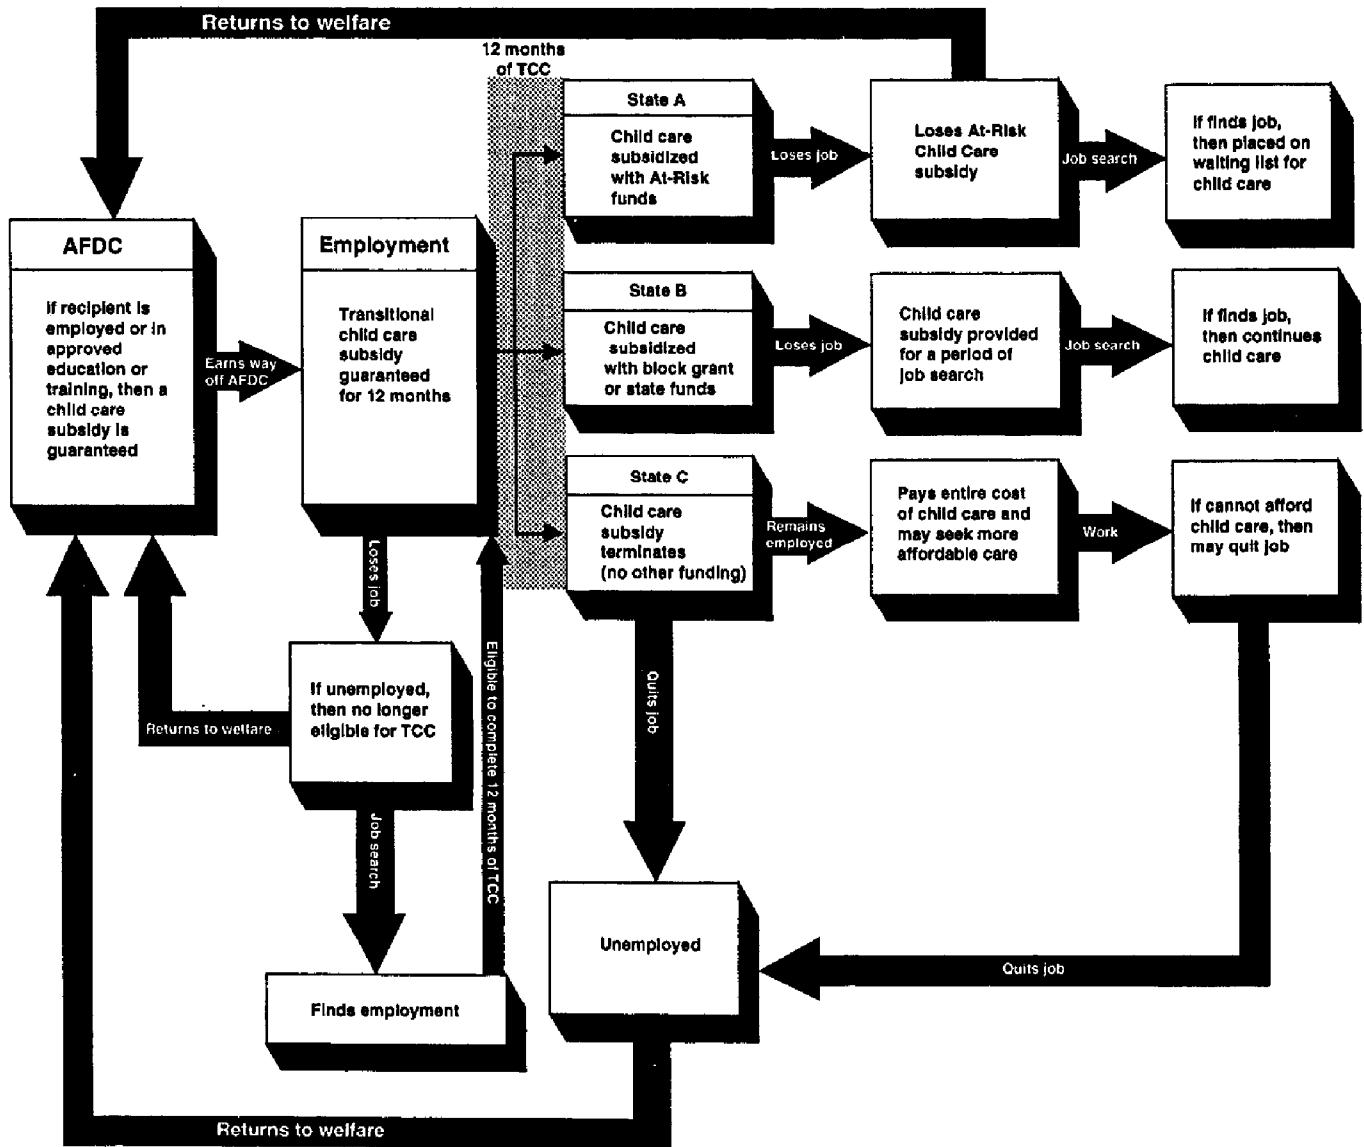 Returns to welfare
12 months
of TCC
State A
Child care
subsidized
with At-Risk
funds
Loses job
Loses At-Risk
Child Care
subsidy
Job search
If finds job,
then placed on
waiting list for
child care
AFDC
If recipient is
employed or in
approved
education or
training, then a
child care
subsidy is
guaranteed
Earns way
off AFDC
Employment
Transitional
child care
subsidy
guaranteed
for 12 months
State B
Child care
subsidized
with block grant
or state funds
Loses job
Child care
subsidy provided
for a period of
job search
Job search
If finds job,
then continues
child care
State C
Child care
subsidy
terminates
(no other funding)
Remains
employed
Pays entire cost
of child care and
may seek more
affordable care
Work
If cannot afford
child care, then
may quit job
Loses job
If unemployed,
then no longer
eligible for TCC
Returns to welfare
Eligible to complete 12 months of TCC
Quits job
Job search
Finds employment
Unemployed
Quits job
Returns to welfare